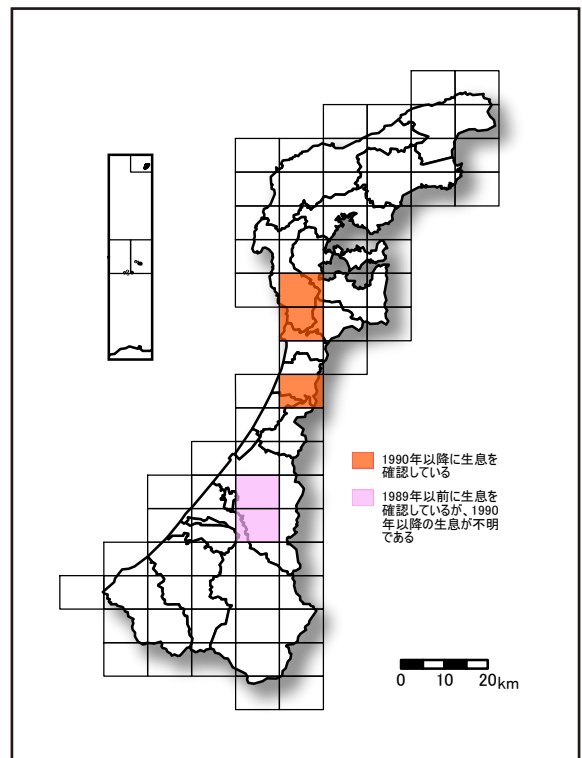 1990年以降に生息を
確認している
1989年以前に生息を
確認しているが、1990
年以降の生息が不明
である
0 10 20km